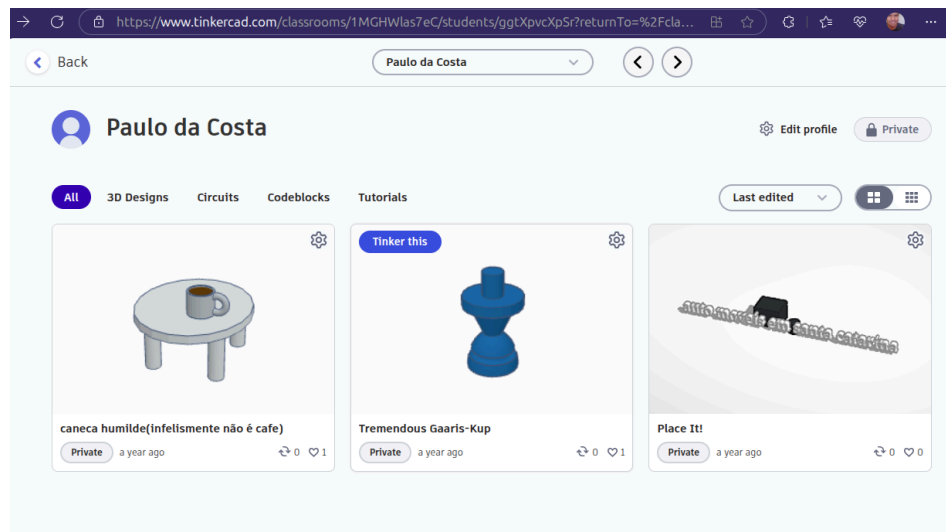 https://www.tinkercad.com/classrooms/1MGHWlas7eC/students/ggtXpvcXpSr?returnTo=%2Fcla...
Back
Paulo da Costa
Paulo da Costa
Edit profile
Private
All 3D Designs Circuits Codeblocks Tutorials
Last edited
Tinker this
caneca humilde(infelismente não é cafe)
Private a year ago 0 1
Tremendous Gaaris-Kup
Private a year ago 0 1
Place It!
Private a year ago 0 0